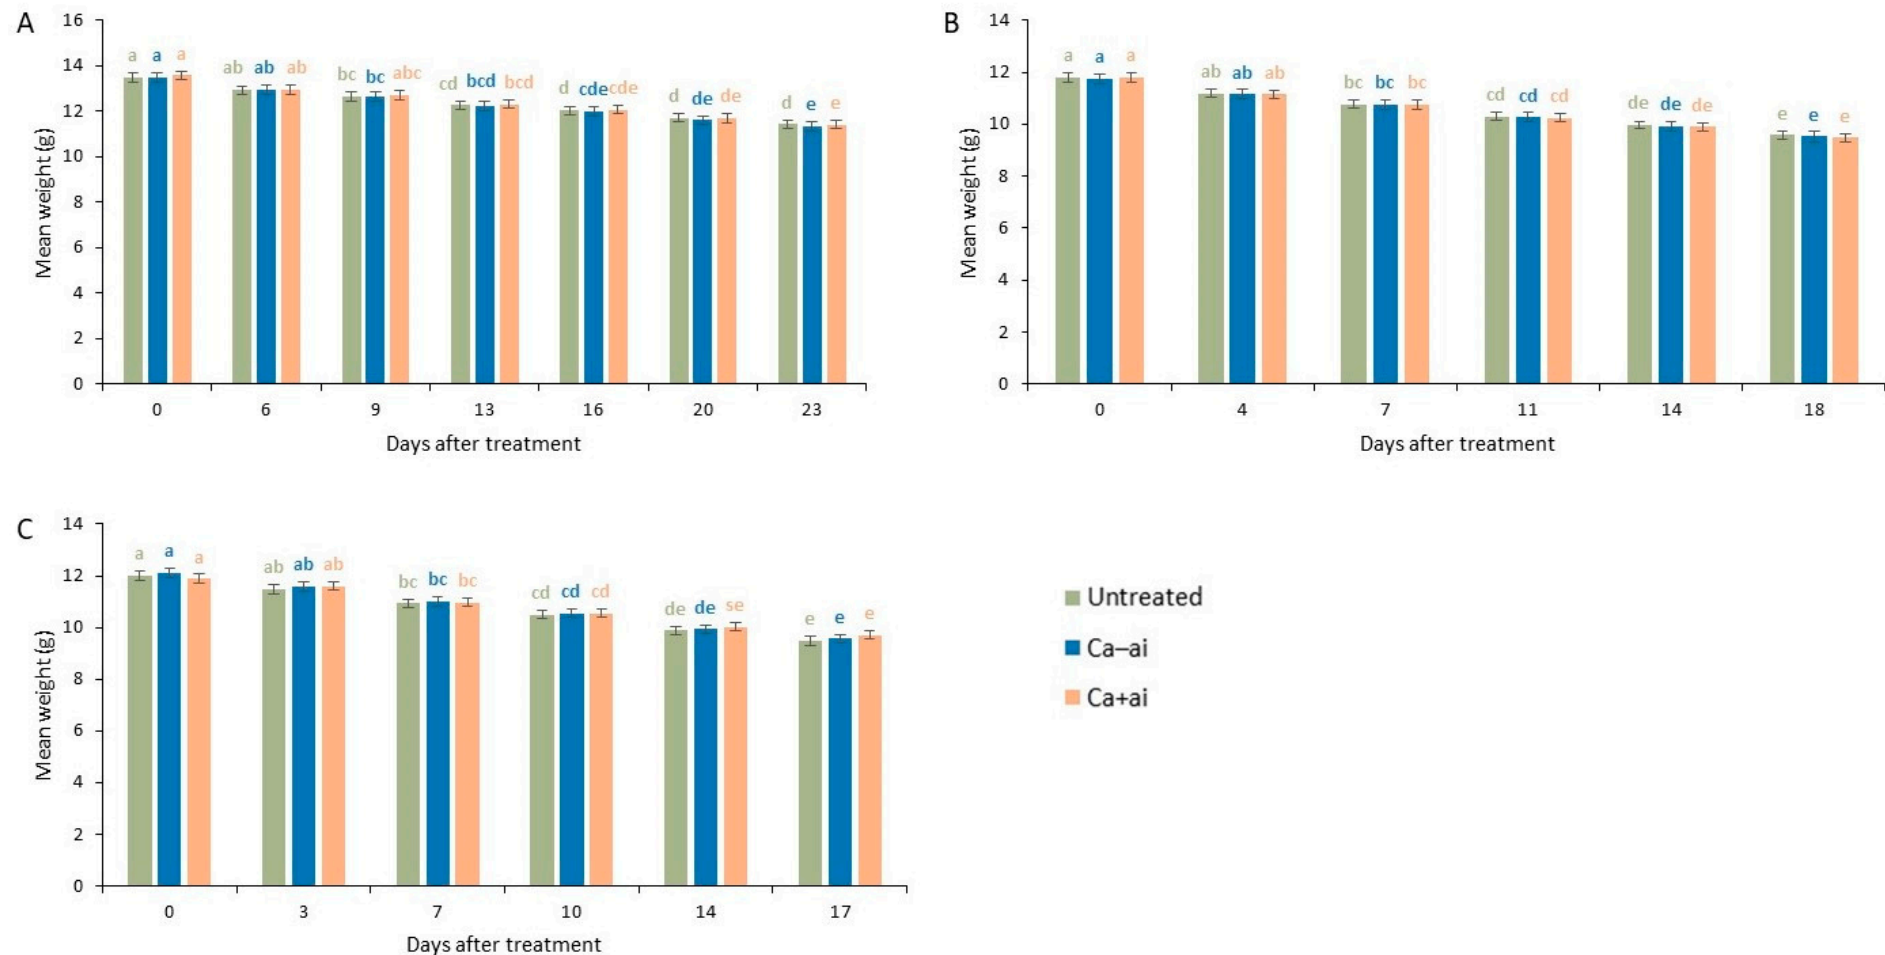 A
16
14
12
10
8
6
4
2
0
Mean weight (g)
a a a
ab ab ab
bc bc abc
cd bcd bcd
d cde cde
d de de
d e e
0 6 9 13 16 20 23
Days after treatment
B
14
12
10
8
6
4
2
0
Mean weight (g)
a a a
ab ab ab
bc bc bc
cd cd cd
de de de
e e e
0 4 7 11 14 18
Days after treatment
C
14
12
10
8
6
4
2
0
Mean weight (g)
a a a
ab ab ab
bc bc bc
cd cd cd
de de se
e e e
0 3 7 10 14 17
Days after treatment
Untreated
Ca–ai
Ca+ai